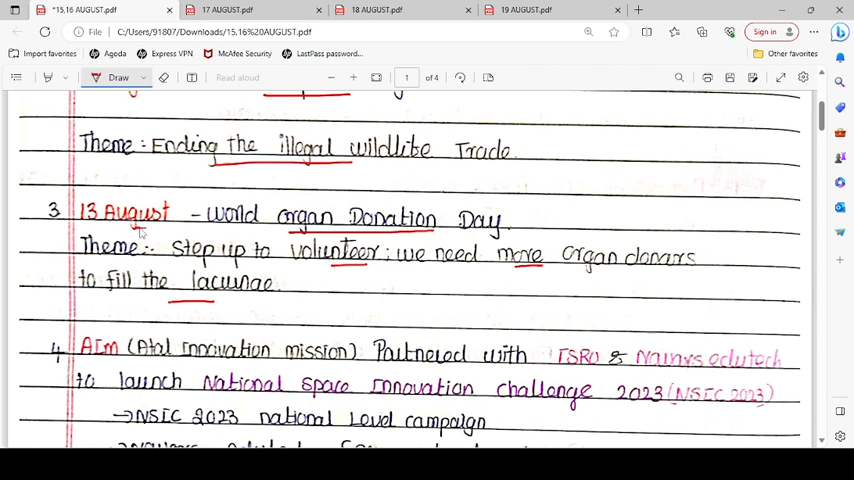 *15,16 AUGUST.pdf
17 AUGUST.pdf
18 AUGUST.pdf
19 AUGUST.pdf
File
C:/Users/91807/Downloads/15.16%20AUGUST.pdf
Sign in
Import favorites
Agoda
Express VPN
McAfee Security
LastPass password...
Other favorites
Draw
Read aloud
1 of 4
Theme : Ending the illegal wildlife Trade.
3 13 August - World organ Donation Day.
Theme :- Step up to volunteer ; we need more organ donors
to fill the lacunae.
4 AIM (Atal Innovation mission) Partnered with ISRO & Navars edutech
to launch National Space Innovation challenge 2023 (NSIC 2023)
→NSIC 2023 national Level campaign